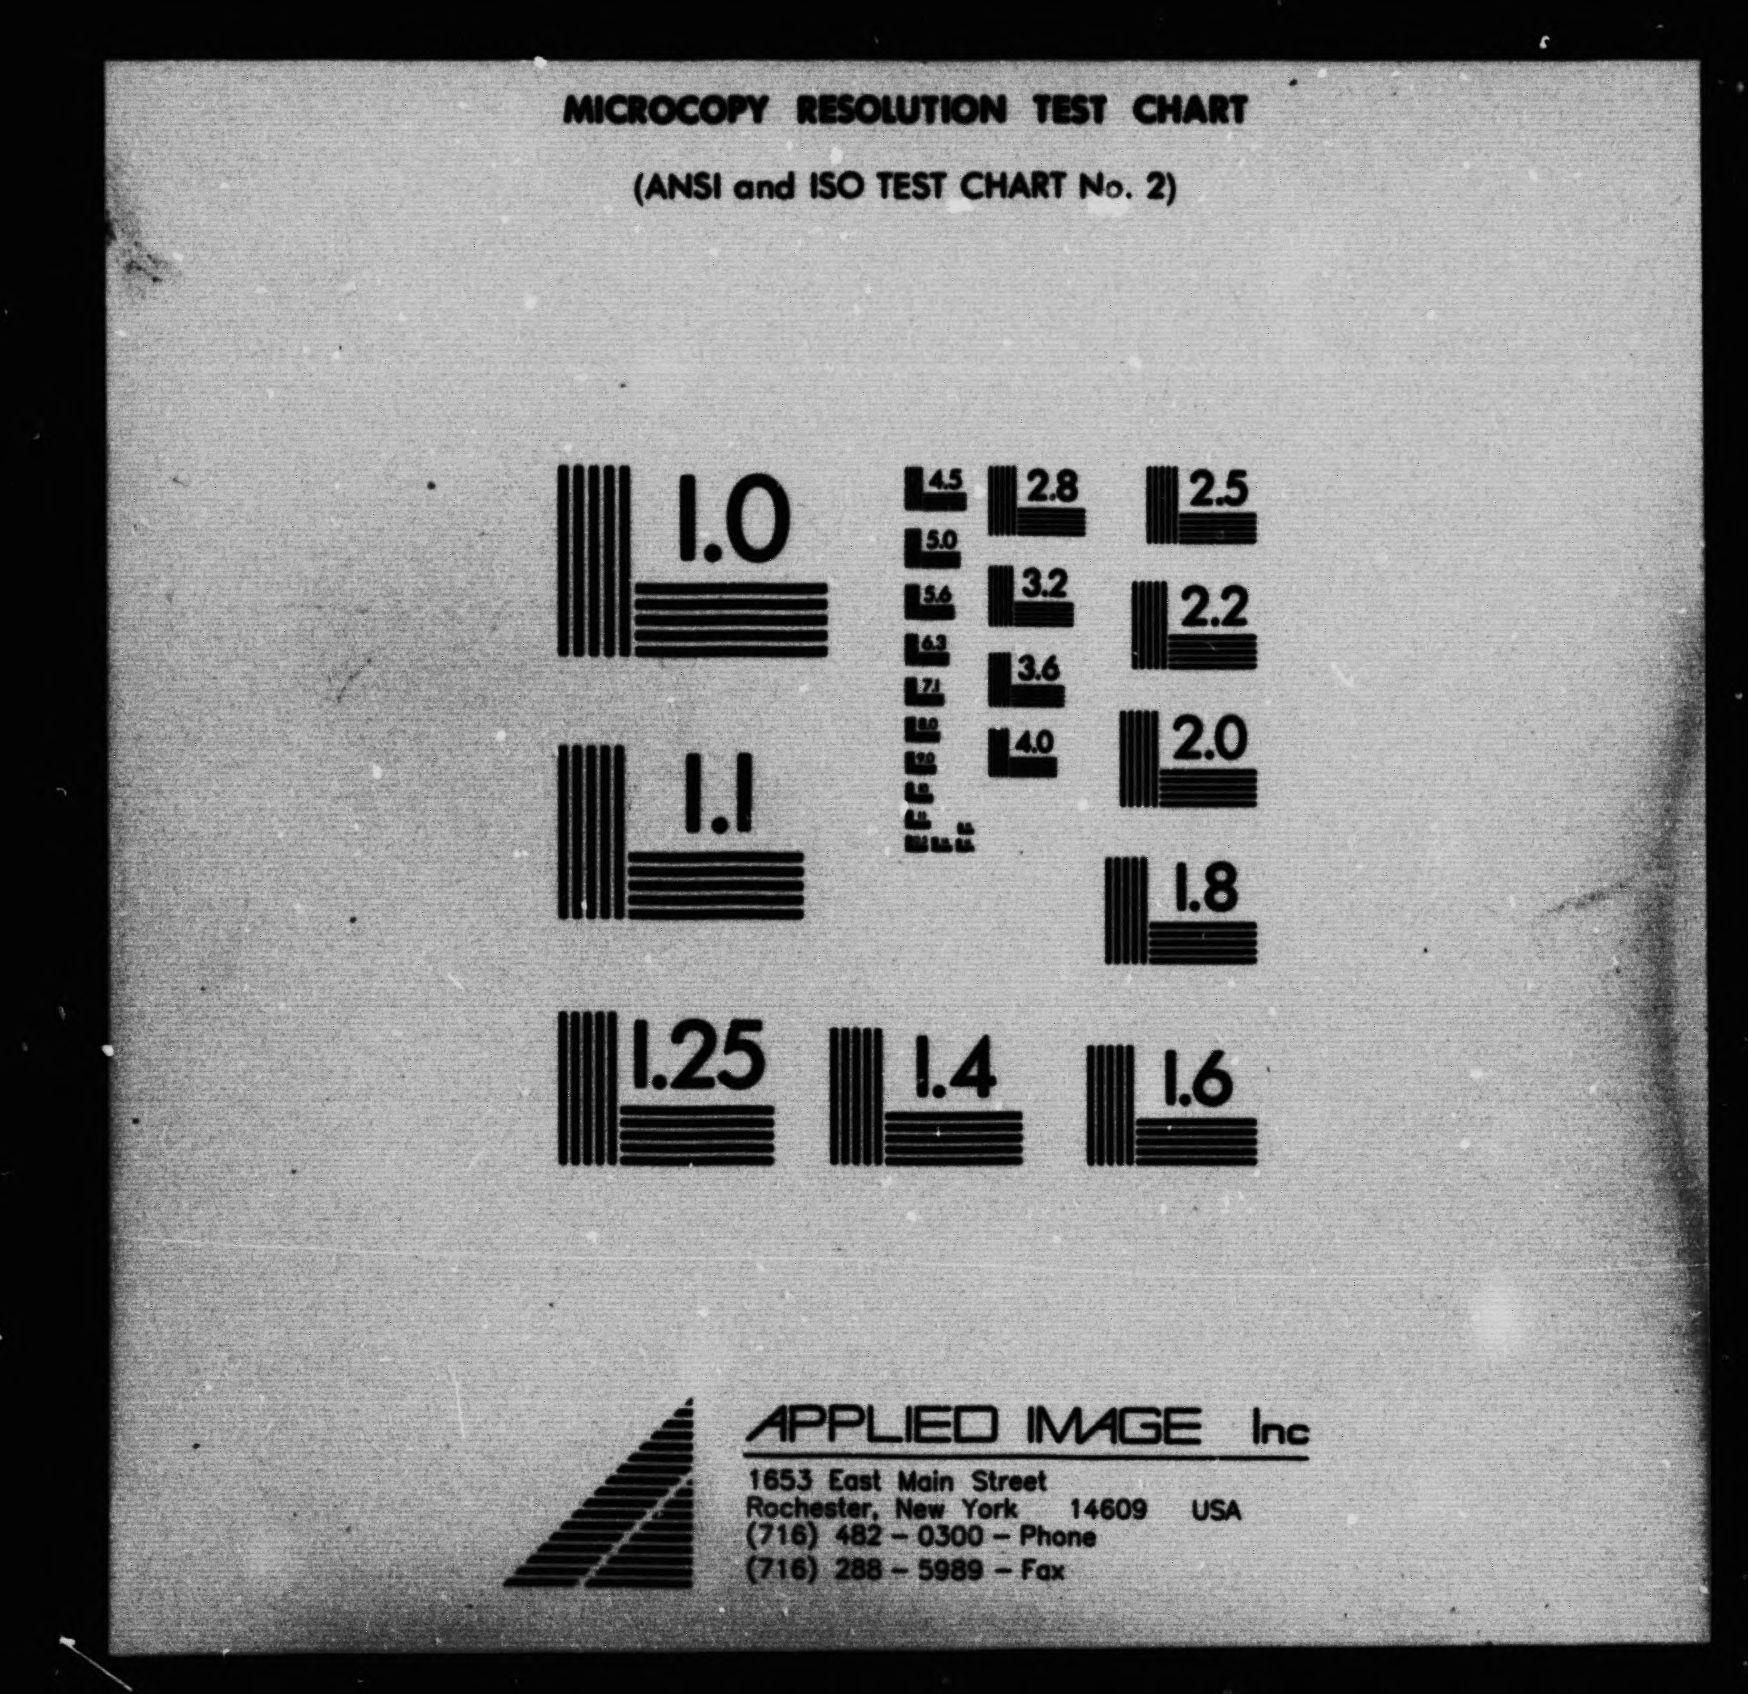 MICROCOPY RESOLUTION TEST CHART
(ANSI and ISO TEST CHART No. 2)
1.0
1.1
1.25
1.4
1.6
1.8
2.0
2.2
2.5
2.8
3.2
3.6
4.0
4.5
5.0
5.6
6.3
7.1
8.0
9.0
APPLIED IMAGE Inc
1653 East Main Street
Rochester, New York 14609 USA
(716) 482 - 0300 - Phone
(716) 288 - 5989 - Fax